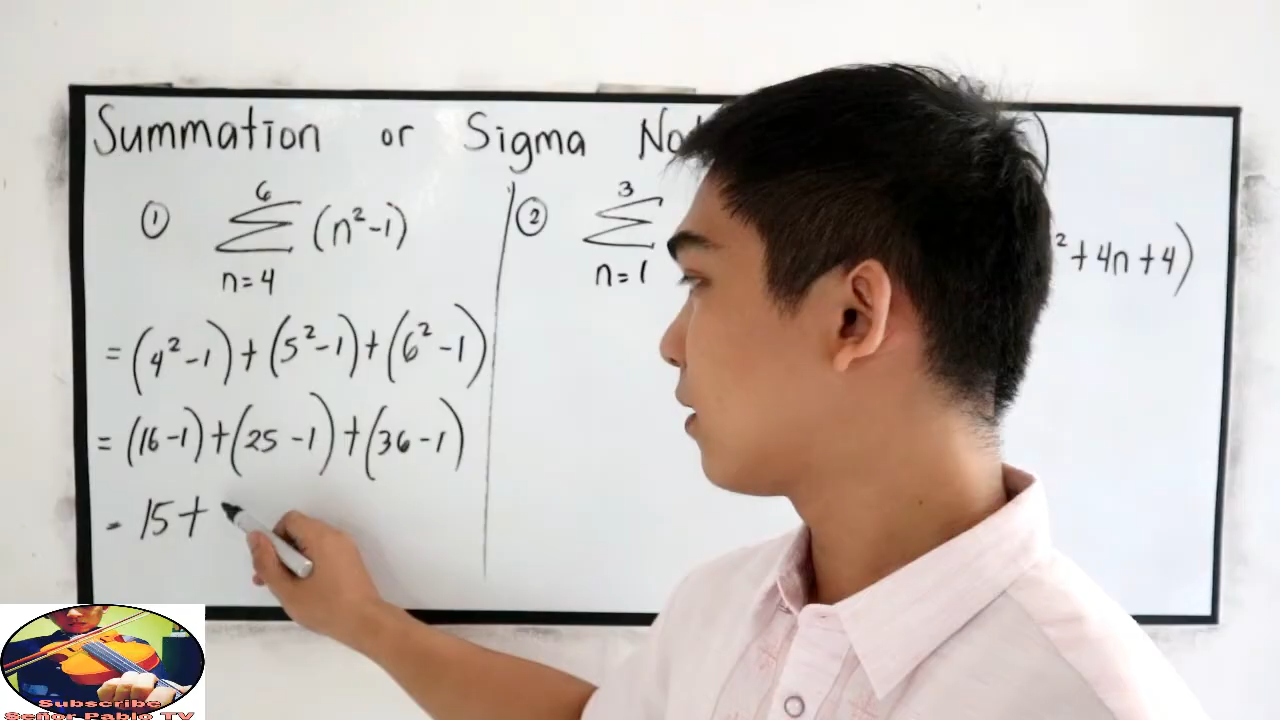 Summation or Sigma
① 6 Σ n=4 (n²-1)
= (4²-1)+(5²-1)+(6²-1)
= (16-1)+(25-1)+(36-1)
= 15+
② 3 Σ n=1
²+4n+4)
Subscribe
Señor Pablo TV